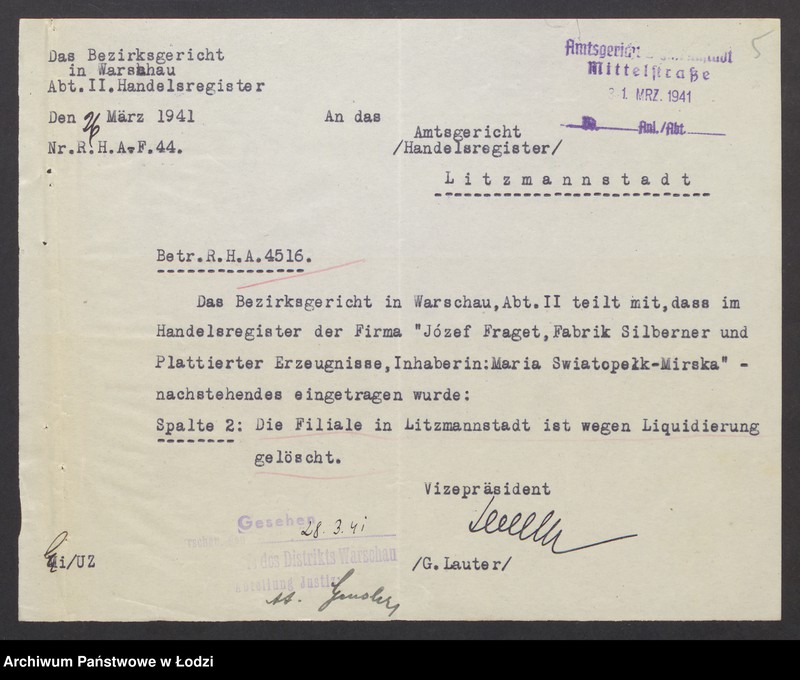 Das Bezirksgericht
in Warschau
Abt.II.Handelsregister
Den 26 März 1941
Nr.R.H.A.F.44.
An das
Amtsgericht
/Handelsregister/
Litzmannstadt
Amtsgericht
Mittelstraße
1. MRZ. 1941
Anl./Abt.
5
Betr.R.H.A.4516.
Das Bezirksgericht in Warschau,Abt.II teilt mit,dass im
Handelsregister der Firma "Józef Fraget,Fabrik Silberner und
Plattierter Erzeugnisse,Inhaberin:Maria Swiatopełk-Mirska" -
nachstehendes eingetragen wurde:
Spalte 2: Die Filiale in Litzmannstadt ist wegen Liquidierung
gelöscht.
Vizepräsident
/G.Lauter/
Gesehen
28.3.41
des Distrikts Warschau
Abteilung Justiz
i/UZ
Archiwum Państwowe w Łodzi